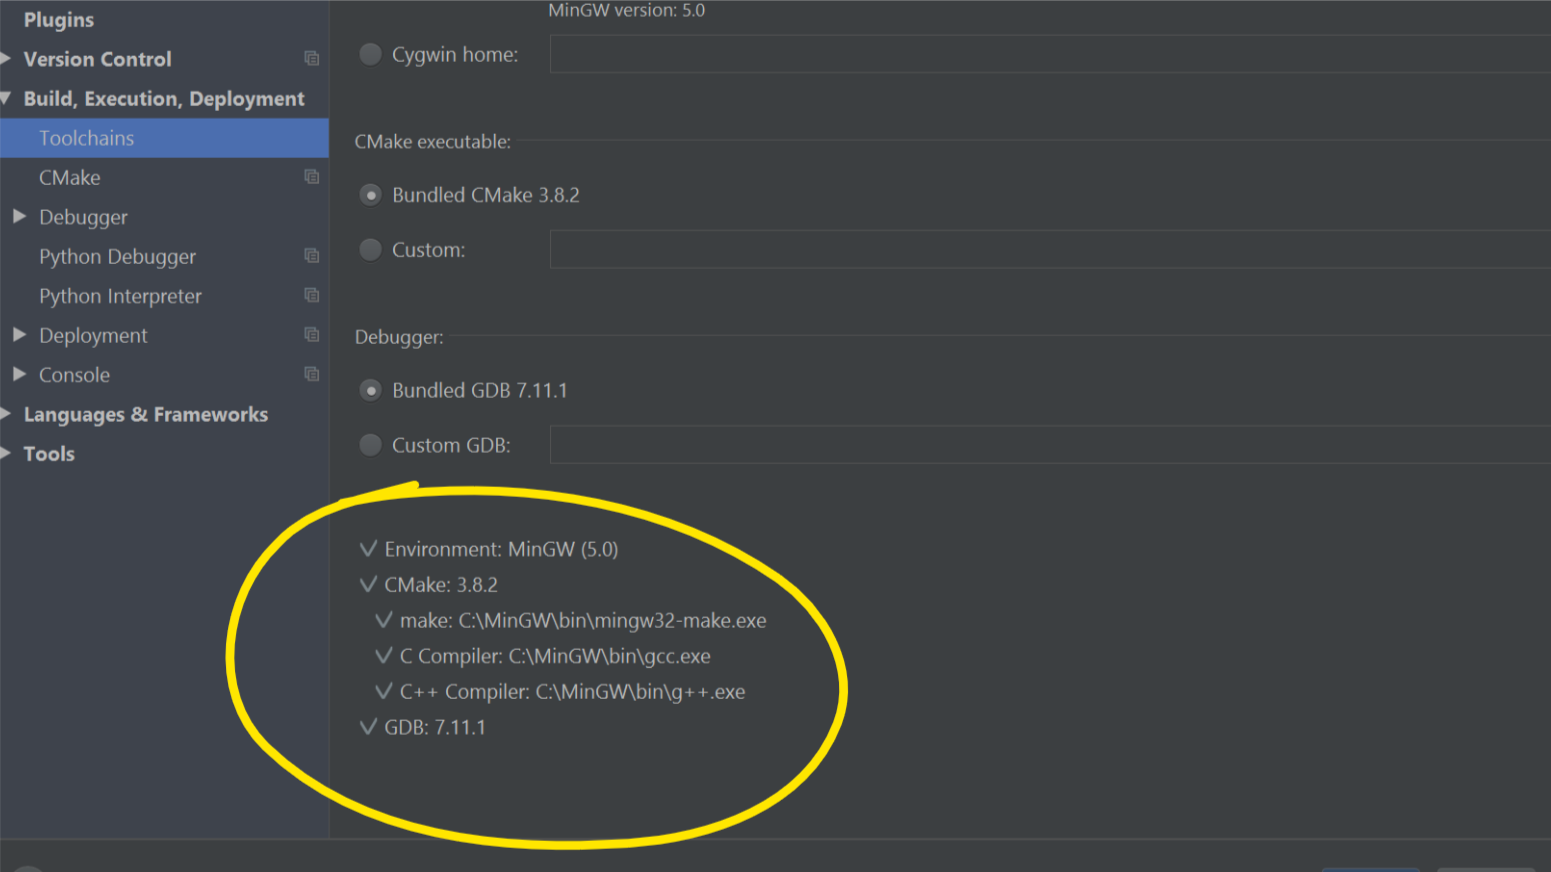 Plugins
Version Control
Build, Execution, Deployment
Toolchains
CMake
Debugger
Python Debugger
Python Interpreter
Deployment
Console
Languages & Frameworks
Tools
MinGW version: 5.0
Cygwin home:
CMake executable:
Bundled CMake 3.8.2
Custom:
Debugger:
Bundled GDB 7.11.1
Custom GDB:
Environment: MinGW (5.0)
CMake: 3.8.2
make: C:\MinGW\bin\mingw32-make.exe
C Compiler: C:\MinGW\bin\gcc.exe
C++ Compiler: C:\MinGW\bin\g++.exe
GDB: 7.11.1